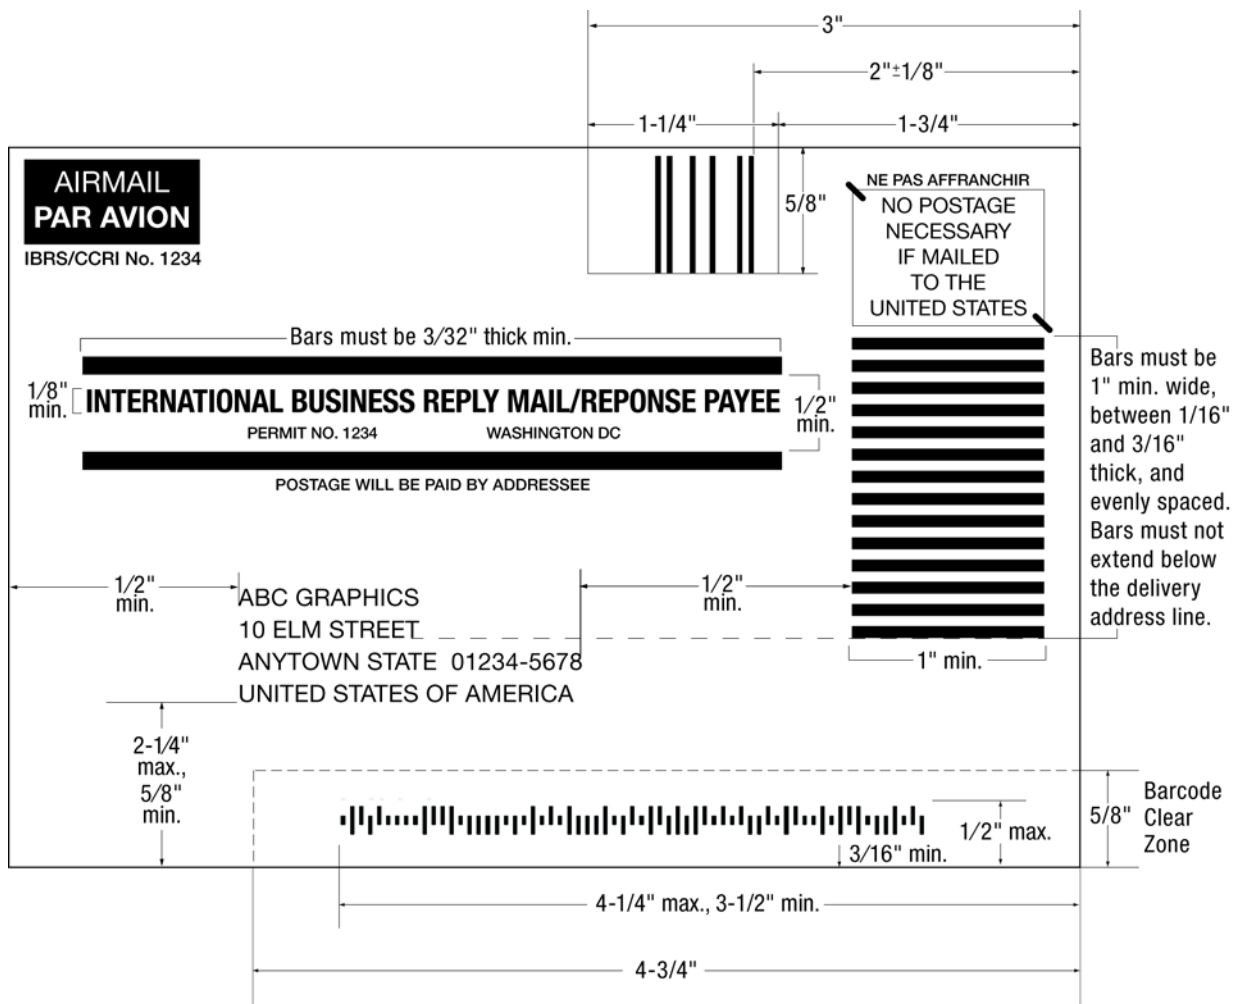 3"
2"±1/8"
1-1/4"
1-3/4"
AIRMAIL
PAR AVION
IBRS/CCRI No. 1234
5/8"
NE PAS AFFRANCHIR
NO POSTAGE
NECESSARY
IF MAILED
TO THE
UNITED STATES
Bars must be 3/32" thick min.
1/8"
min.
INTERNATIONAL BUSINESS REPLY MAIL/REPONSE PAYEE
PERMIT NO. 1234 WASHINGTON DC
1/2"
min.
POSTAGE WILL BE PAID BY ADDRESSEE
Bars must be
1" min. wide,
between 1/16"
and 3/16"
thick, and
evenly spaced.
Bars must not
extend below
the delivery
address line.
1/2"
min.
ABC GRAPHICS
10 ELM STREET
ANYTOWN STATE 01234-5678
UNITED STATES OF AMERICA
1/2"
min.
1" min.
2-1/4"
max.,
5/8"
min.
3/16" min.
1/2" max.
5/8"
Barcode
Clear
Zone
4-1/4" max., 3-1/2" min.
4-3/4"